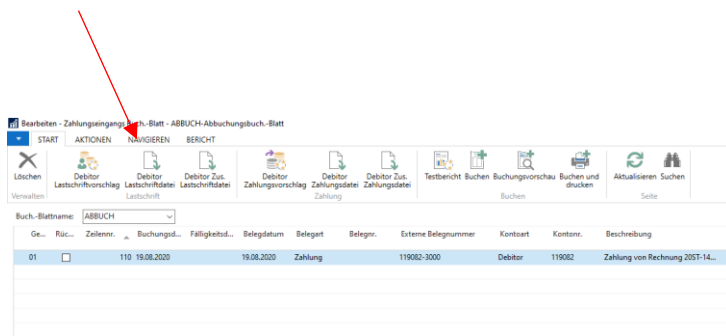 Bearbeiten - Zahlungseingangs Buch.-Blatt - ABBUCH-Abbuchungsbuch.-Blatt
START AKTIONEN NAVIGIEREN BERICHT
Löschen
Debitor Lastschriftvorschlag
Debitor Lastschriftdatei
Debitor Zus. Lastschriftdatei
Debitor Zahlungsvorschlag
Debitor Zahlungsdatei
Debitor Zus. Zahlungsdatei
Testbericht
Buchen
Buchungsvorschau
Buchen und drucken
Aktualisieren
Suchen
Verwalten Lastschrift Zahlung Buchen Seite
Buch.-Blattname: ABBUCH
Ge... Rüc... Zeilennr. Buchungsd... Fälligkeitsd... Belegdatum Belegart Belegnr. Externe Belegnummer Kontoart Kontonr. Beschreibung
01 110 19.08.2020 19.08.2020 Zahlung 119082-3000 Debitor 119082 Zahlung von Rechnung 20ST-14...